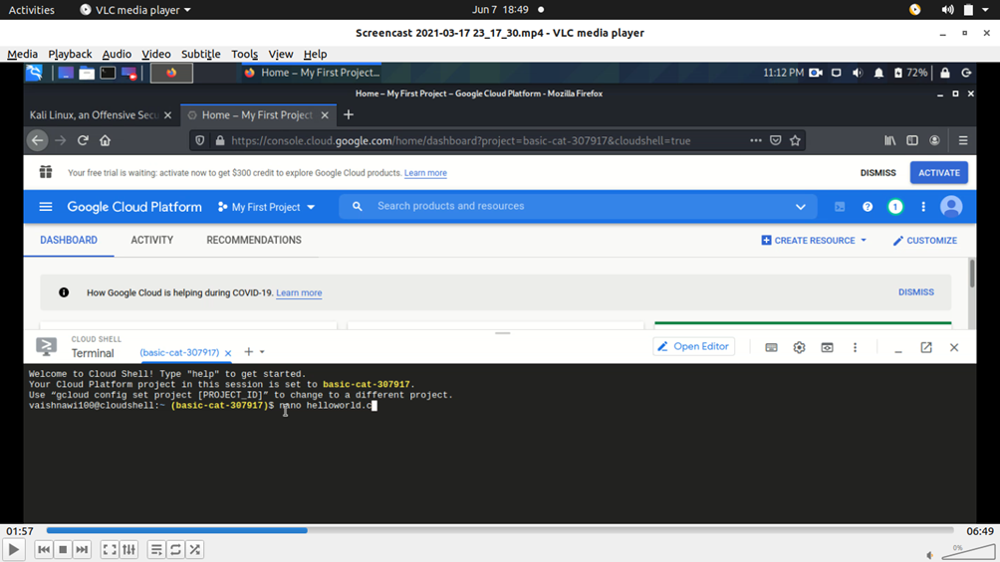 Activities VLC media player Jun 7 18:49
Screencast 2021-03-17 23_17_30.mp4 - VLC media player
Media Playback Audio Video Subtitle Tools View Help
Home – My First Project... 11:12 PM 72%
Home – My First Project – Google Cloud Platform - Mozilla Firefox
Kali Linux, an Offensive Secu Home – My First Project
https://console.cloud.google.com/home/dashboard?project=basic-cat-307917&cloudshell=true
Your free trial is waiting: activate now to get $300 credit to explore Google Cloud products. Learn more DISMISS ACTIVATE
Google Cloud Platform My First Project Search products and resources 1
DASHBOARD ACTIVITY RECOMMENDATIONS CREATE RESOURCE CUSTOMIZE
How Google Cloud is helping during COVID-19. Learn more DISMISS
CLOUD SHELL
Terminal (basic-cat-307917) Open Editor
Welcome to Cloud Shell! Type "help" to get started.
Your Cloud Platform project in this session is set to basic-cat-307917.
Use "gcloud config set project [PROJECT_ID]" to change to a different project.
vaishnawi100@cloudshell:~ (basic-cat-307917)$ nano helloworld.c
01:57 06:49
0%